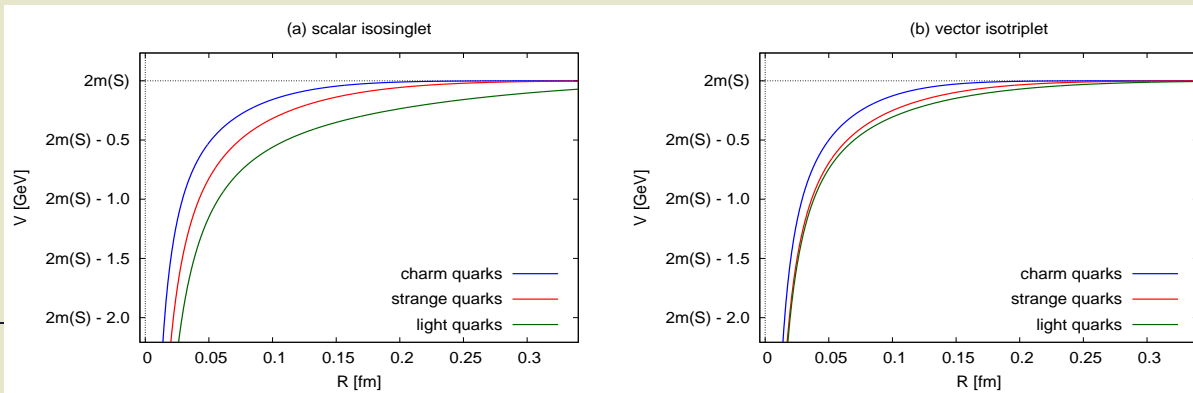 (a) scalar isosinglet
V [GeV]
2m(S)
2m(S) - 0.5
2m(S) - 1.0
2m(S) - 1.5
2m(S) - 2.0
charm quarks
strange quarks
light quarks
0 0.05 0.1 0.15 0.2 0.25 0.3
R [fm]
(b) vector isotriplet
V [GeV]
2m(S)
2m(S) - 0.5
2m(S) - 1.0
2m(S) - 1.5
2m(S) - 2.0
charm quarks
strange quarks
light quarks
0 0.05 0.1 0.15 0.2 0.25 0.3
R [fm]